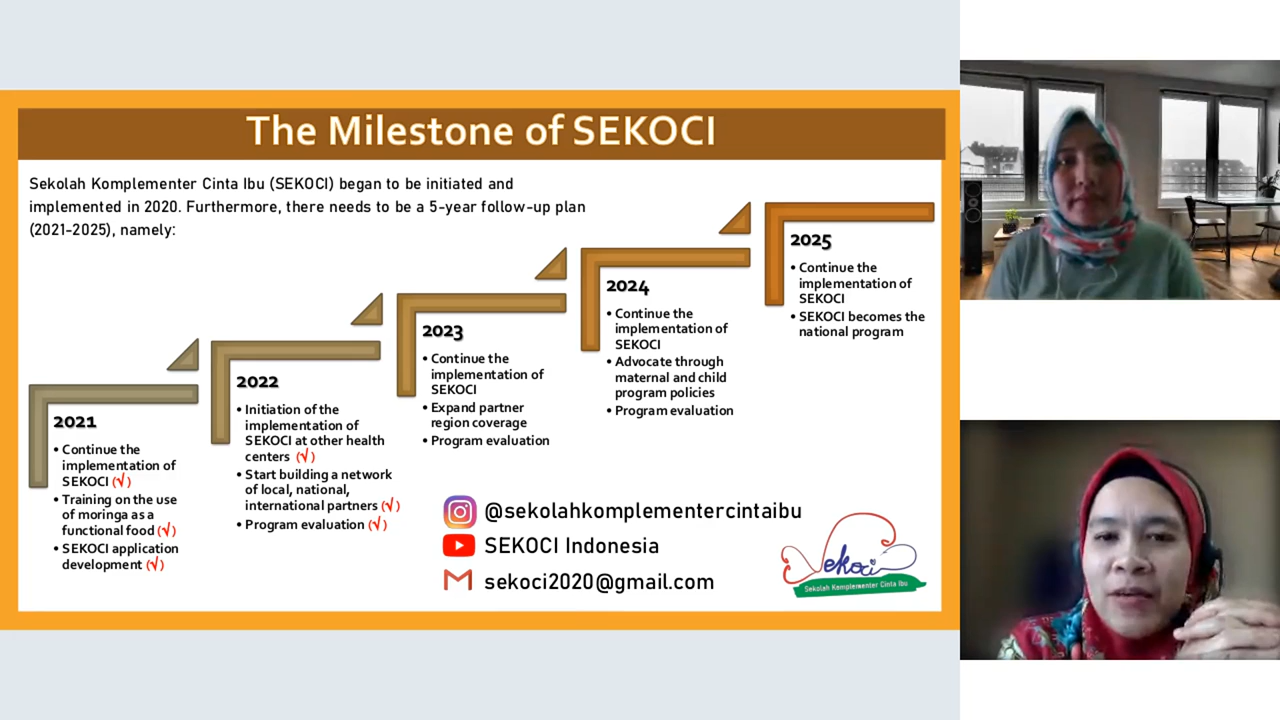 The Milestone of SEKOCI
Sekolah Komplementer Cinta Ibu (SEKOCI) began to be initiated and
implemented in 2020. Furthermore, there needs to be a 5-year follow-up plan
(2021-2025), namely:
2021
• Continue the
implementation of
SEKOCI (√)
• Training on the use
of moringa as a
functional food (√)
• SEKOCI application
development (√)
2022
• Initiation of the
implementation of
SEKOCI at other health
centers (√)
• Start building a network
of local, national,
international partners (√)
• Program evaluation (√)
2023
• Continue the
implementation of
SEKOCI
• Expand partner
region coverage
• Program evaluation
2024
• Continue the
implementation of
SEKOCI
• Advocate through
maternal and child
program policies
• Program evaluation
2025
• Continue the
implementation of
SEKOCI
• SEKOCI becomes the
national program
@sekolahkomplementercintaibu
SEKOCI Indonesia
sekoci2020@gmail.com
Sekoci
Sekolah Komplementer Cinta Ibu